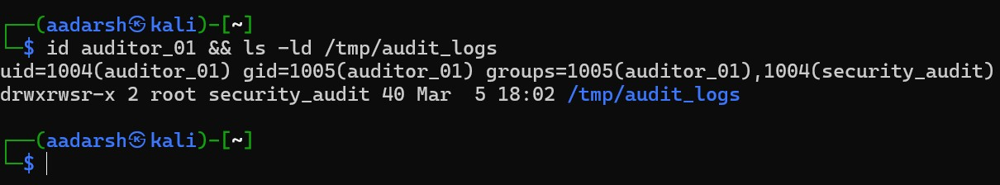 ┌──(aadarsh㉿kali)-[~]
└─$ id auditor_01 && ls -ld /tmp/audit_logs
uid=1004(auditor_01) gid=1005(auditor_01) groups=1005(auditor_01),1004(security_audit)
drwxrwsr-x 2 root security_audit 40 Mar  5 18:02 /tmp/audit_logs
┌──(aadarsh㉿kali)-[~]
└─$